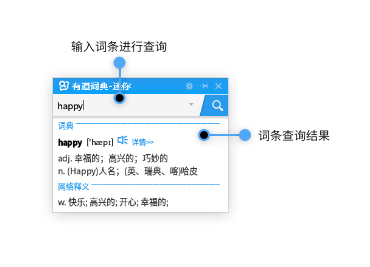 输入词条进行查询
有道词典-迷你
happy
词典
happy ['hæpɪ] 详情>>
词条查询结果
adj. 幸福的；高兴的；巧妙的
n. (Happy)人名；(英、瑞典、喀)哈皮
网络释义
w. 快乐; 高兴的; 开心; 幸福的;